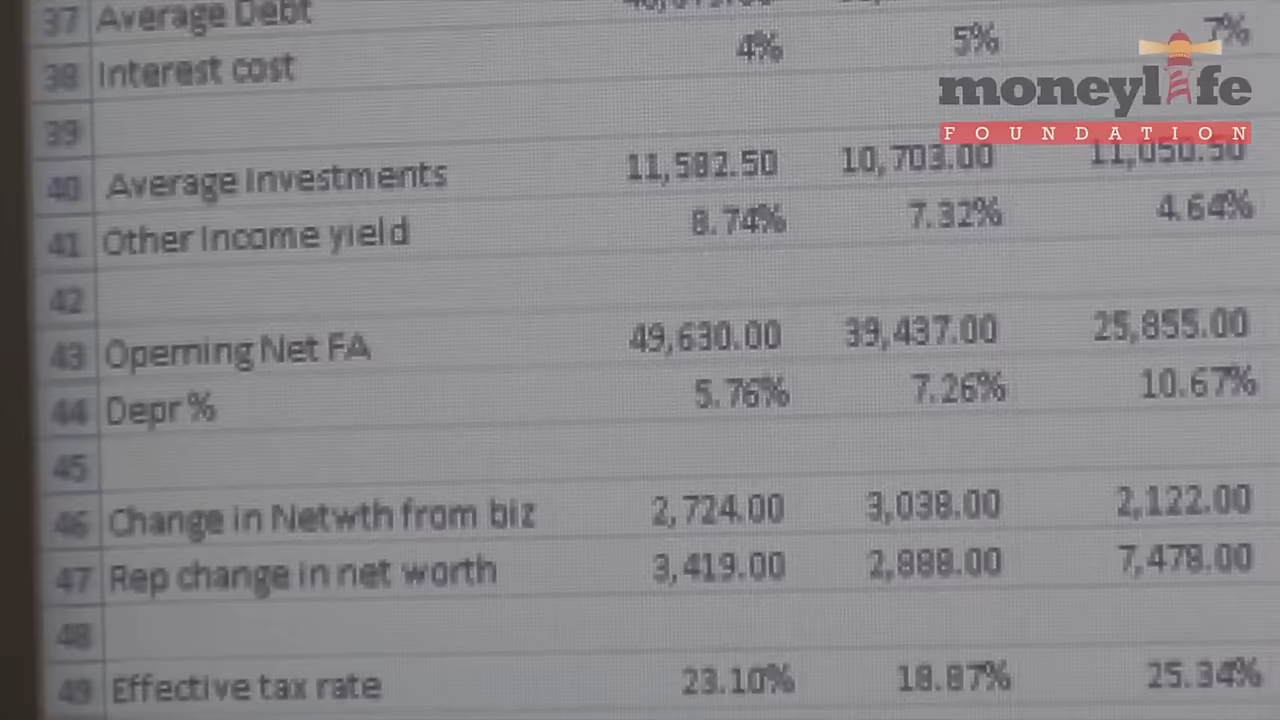 37 Average Debt
38 Interest cost 4% 5% 7%
39
40 Average Investments 11,582.50 10,703.00 11,050.50
41 Other Income yield 8.74% 7.32% 4.64%
42
43 Operning Net FA 49,630.00 39,437.00 25,855.00
44 Depr % 5.76% 7.26% 10.67%
45
46 Change in Netwth from biz 2,724.00 3,038.00 2,122.00
47 Rep change in net worth 3,419.00 2,888.00 7,478.00
48
49 Effective tax rate 23.10% 18.87% 25.34%
moneylife
FOUNDATION